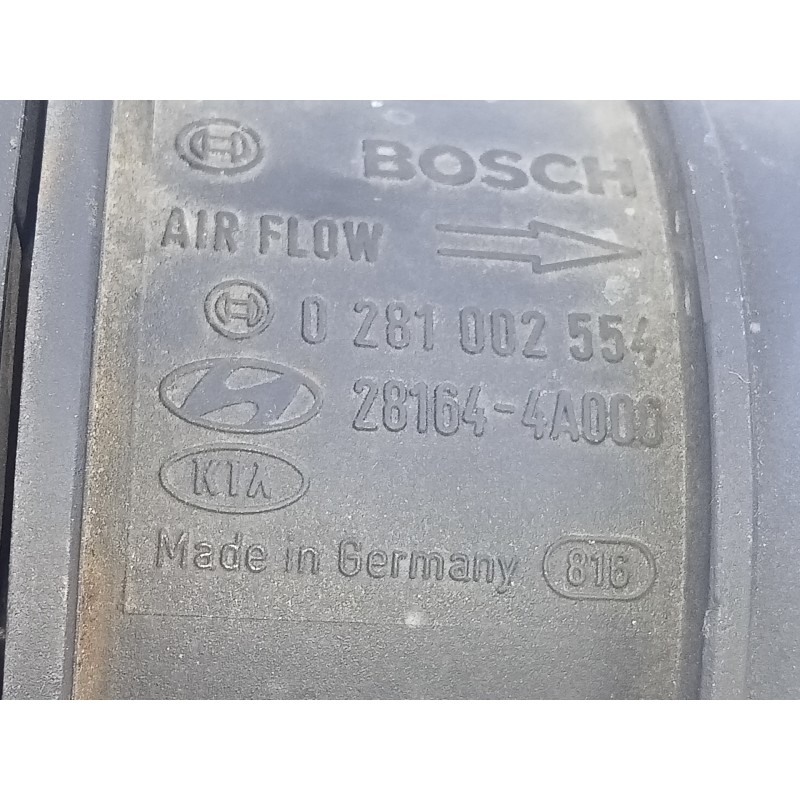 BOSCH
AIR FLOW
0 281 002 554
28164-4A000
KIA
Made in Germany 816